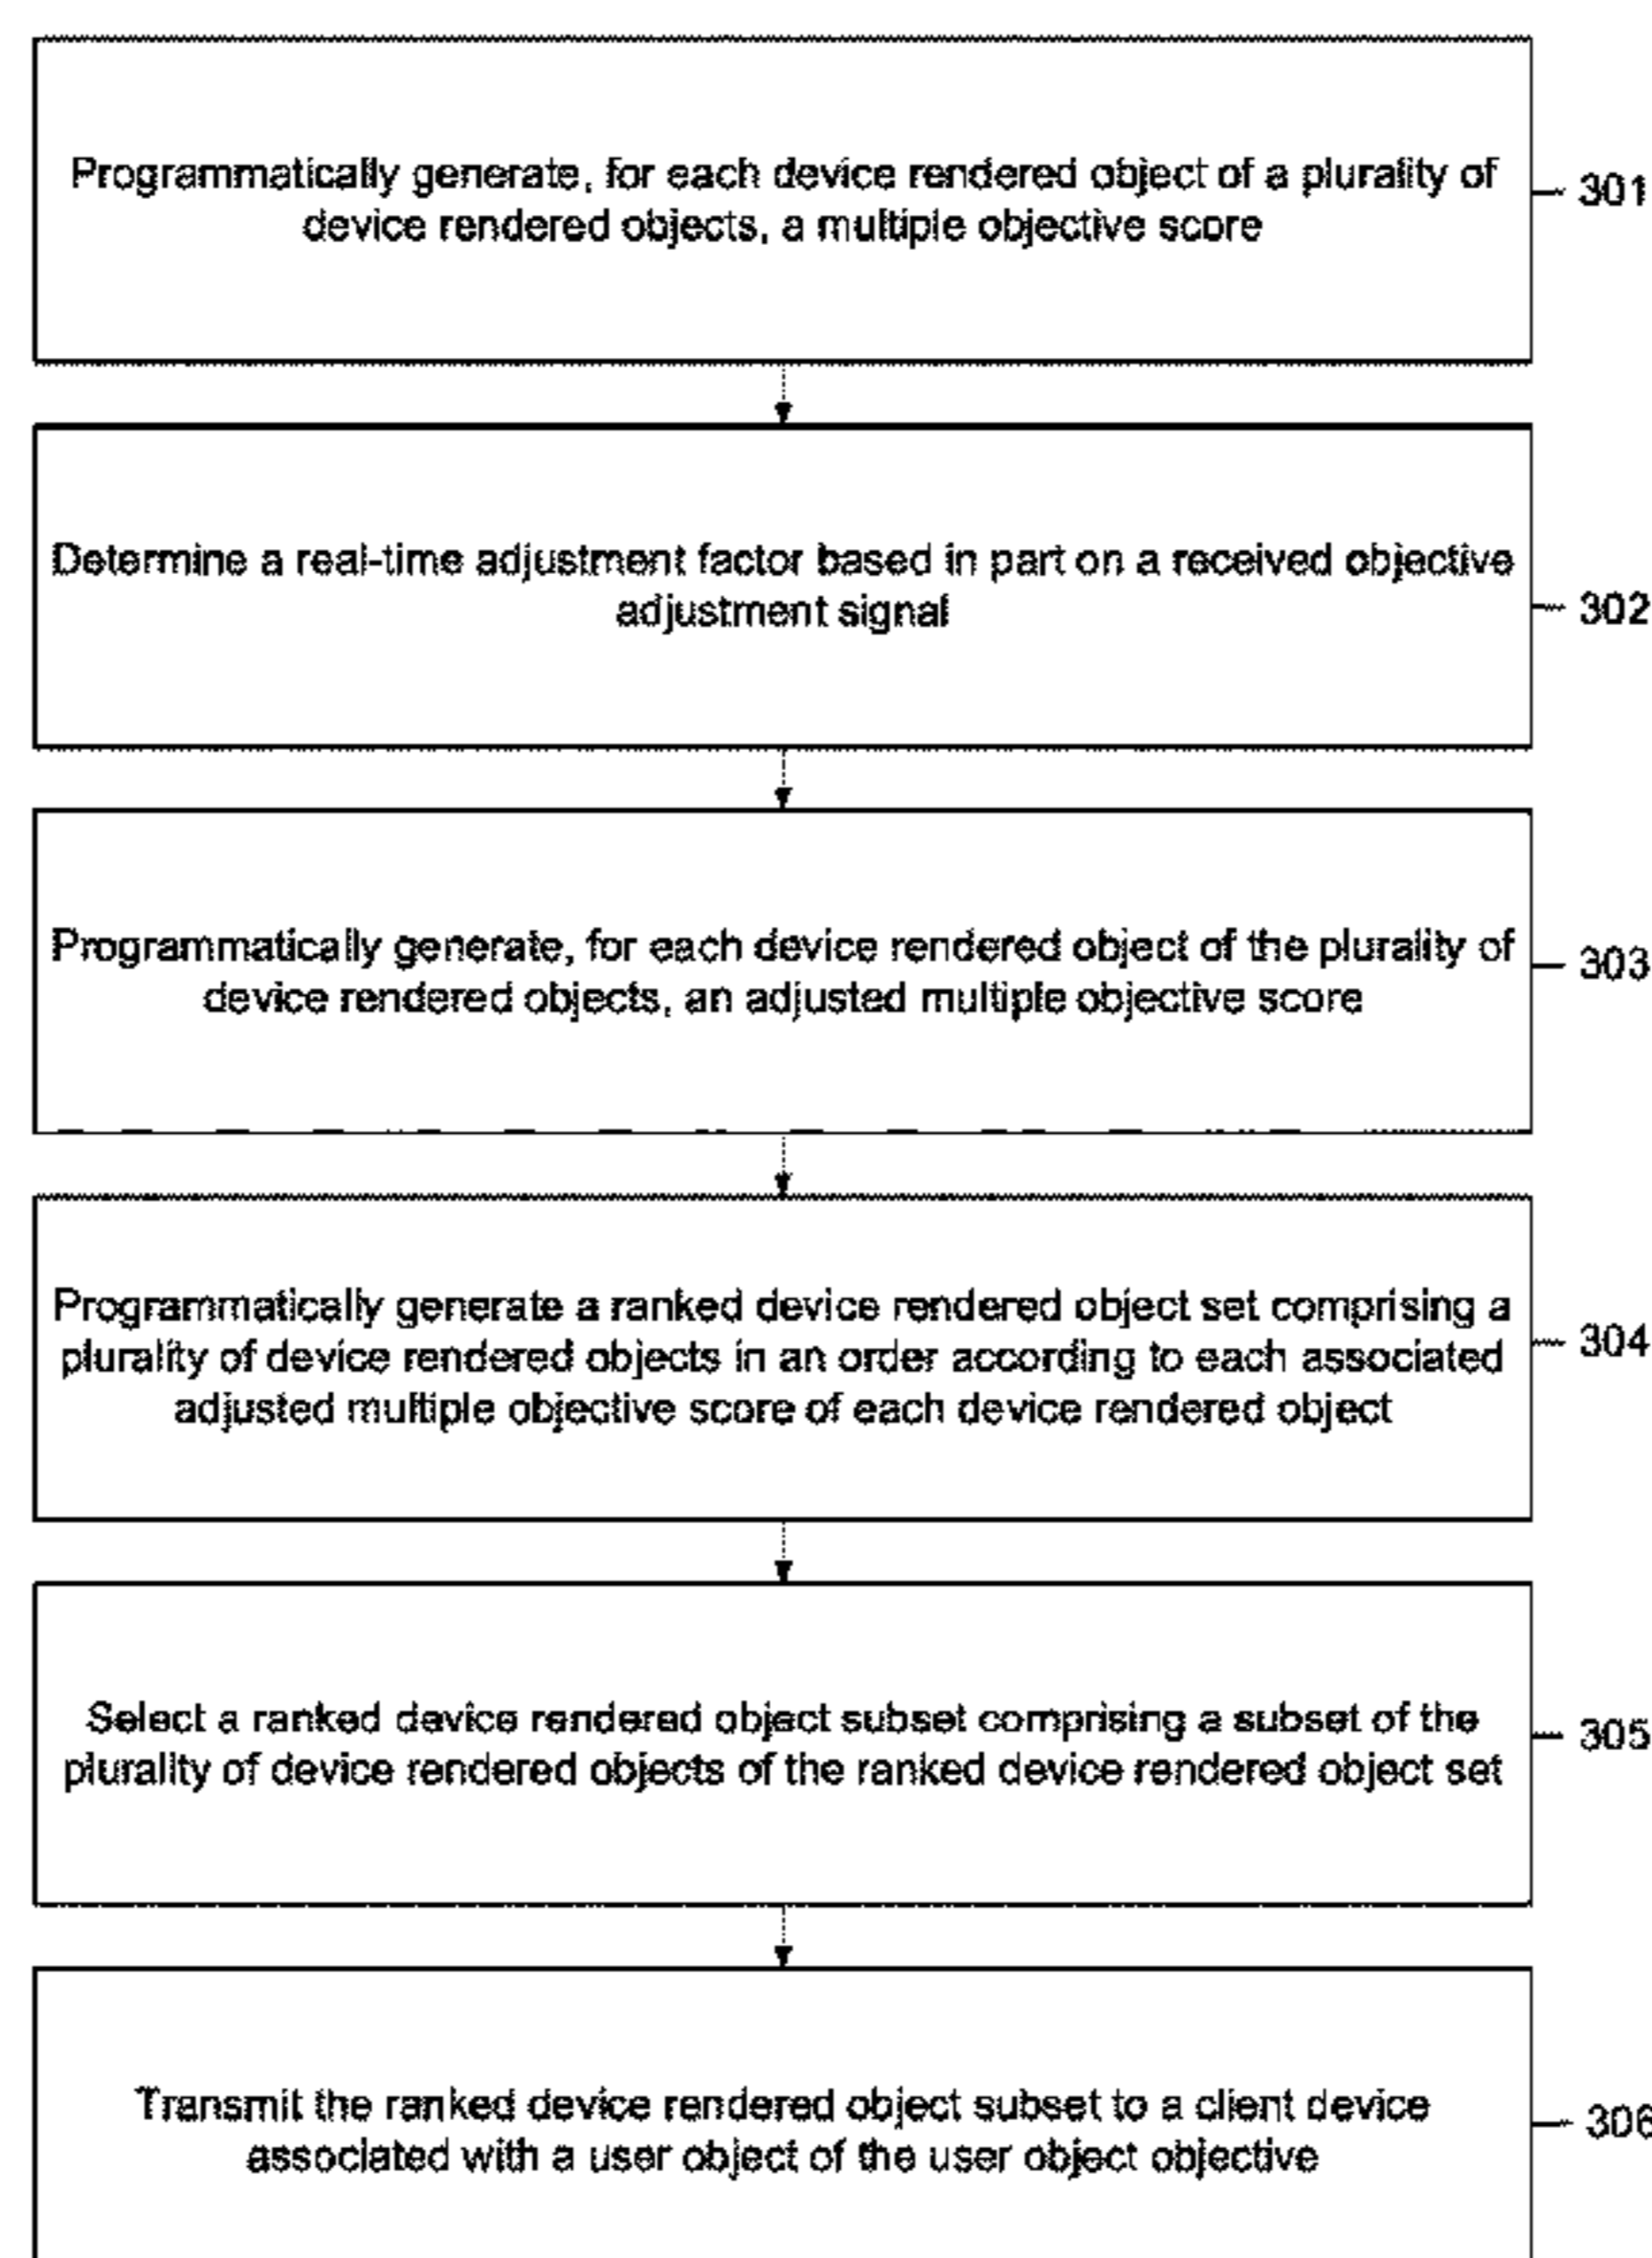 Programmatically generate, for each device rendered object of a plurality of
device rendered objects, a multiple objective score
301
Determine a real-time adjustment factor based in part on a received objective
adjustment signal
302
Programmatically generate, for each device rendered object of the plurality of
device rendered objects, an adjusted multiple objective score
303
Programmatically generate a ranked device rendered object set comprising a
plurality of device rendered objects in an order according to each associated
adjusted multiple objective score of each device rendered object
304
Select a ranked device rendered object subset comprising a subset of the
plurality of device rendered objects of the ranked device rendered object set
305
Transmit the ranked device rendered object subset to a client device
associated with a user object of the user object objective
306